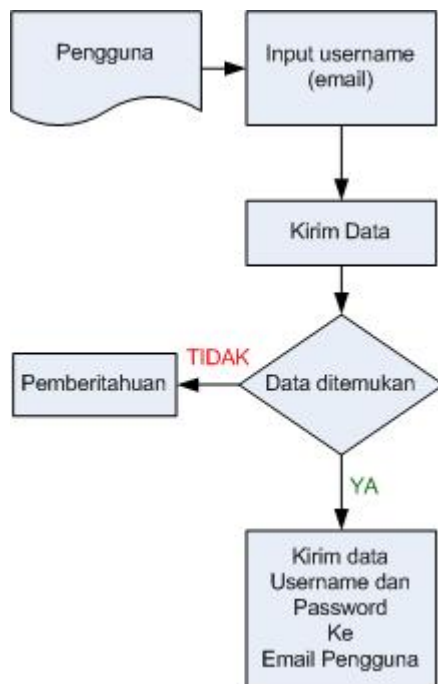 Pengguna
Input username
(email)
Kirim Data
TIDAK
Pemberitahuan
Data ditemukan
YA
Kirim data
Username dan
Password
Ke
Email Pengguna